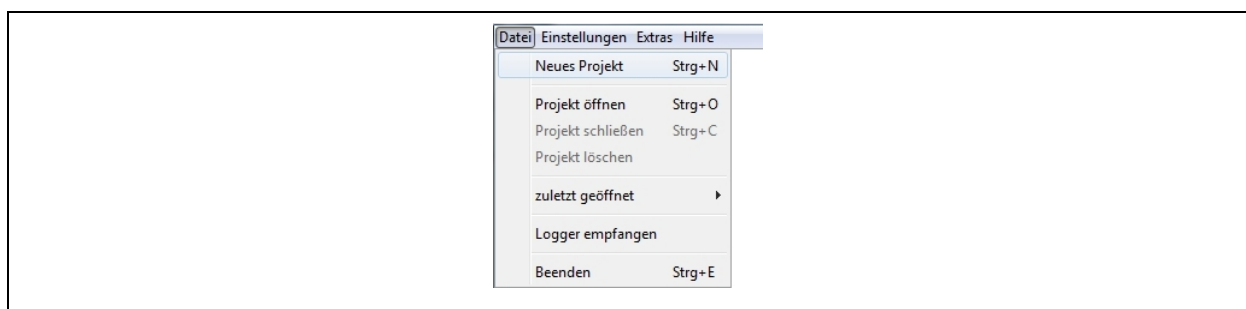 Datei Einstellungen Extras Hilfe
Neues Projekt Strg+N
Projekt öffnen Strg+O
Projekt schließen Strg+C
Projekt löschen
zuletzt geöffnet
Logger empfangen
Beenden Strg+E